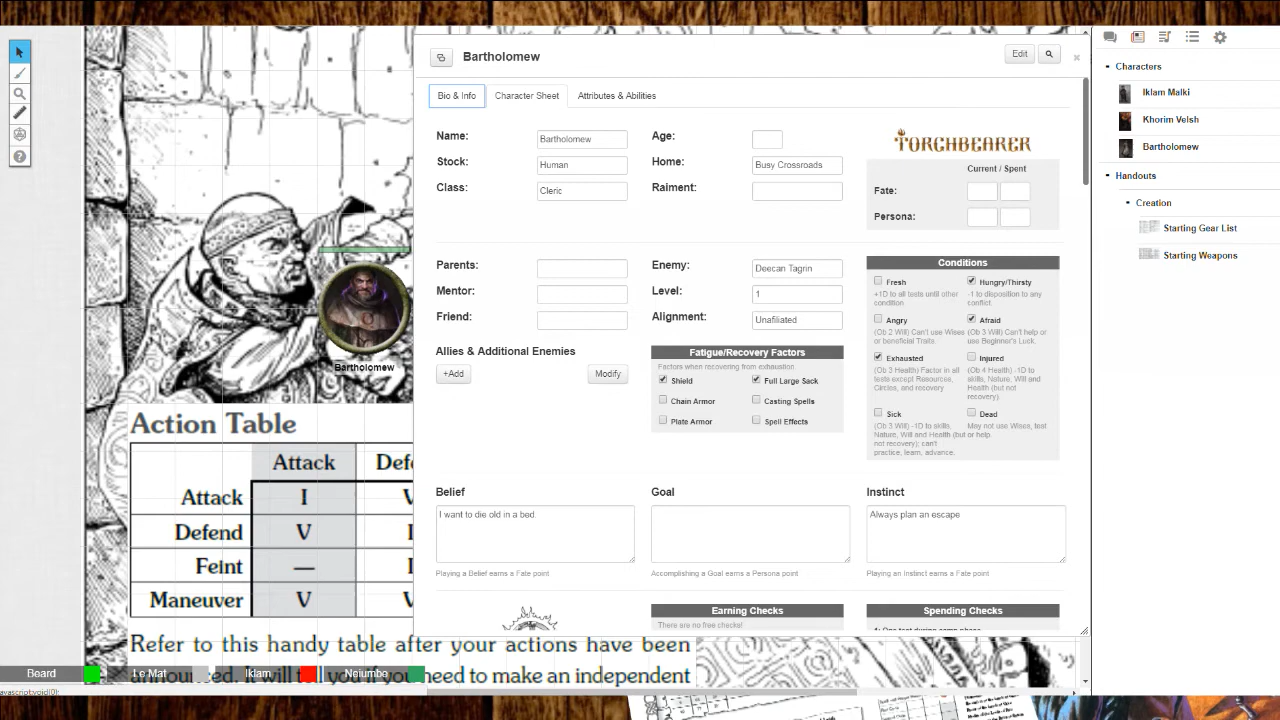 Bartholomew
Edit
Bio & Info
Character Sheet
Attributes & Abilities
Name:
Bartholomew
Age:
Stock:
Human
Home:
Busy Crossroads
Class:
Cleric
Raiment:
TORCHBEARER
Current / Spent
Fate:
Persona:
Parents:
Mentor:
Friend:
Enemy:
Deecan Tagrin
Level:
1
Alignment:
Unafiliated
Allies & Additional Enemies
+Add
Modify
Fatigue/Recovery Factors
Factors when recovering from exhaustion.
Shield
Full Large Sack
Chain Armor
Casting Spells
Plate Armor
Spell Effects
Conditions
Fresh
+1D to all tests until other
condition
Hungry/Thirsty
-1 to disposition to any
conflict
Angry
(Ob 2 Will) Can't use Wises
or beneficial Traits.
Afraid
(Ob 3 Will) Can't help or
use Beginner's Luck.
Exhausted
(Ob 3 Health) Factor in all
tests except Resources,
Circles, and recovery
Injured
(Ob 4 Health) -1D to
skills, Nature, Will and
Health (but not
recovery).
Sick
(Ob 3 Will) -1D to skills,
Nature, Will and Health (but
not recovery); can't
practice, learn, advance.
Dead
May not use Wises, test
or help.
Belief
I want to die old in a bed
Playing a Belief earns a Fate point
Goal
Accomplishing a Goal earns a Persona point
Instinct
Always plan an escape
Playing an Instinct earns a Fate point
Earning Checks
There are no free checks!
Spending Checks
Characters
Iklam Malki
Khorim Velsh
Bartholomew
Handouts
Creation
Starting Gear List
Starting Weapons
Bartholomew
Action Table
Attack
Attack I
Defend V
Feint —
Maneuver V
Refer to this handy table after your actions have been
need to make an independent
Beard
Le Mat
Iklam
Neiumbe
avascript:void(0);